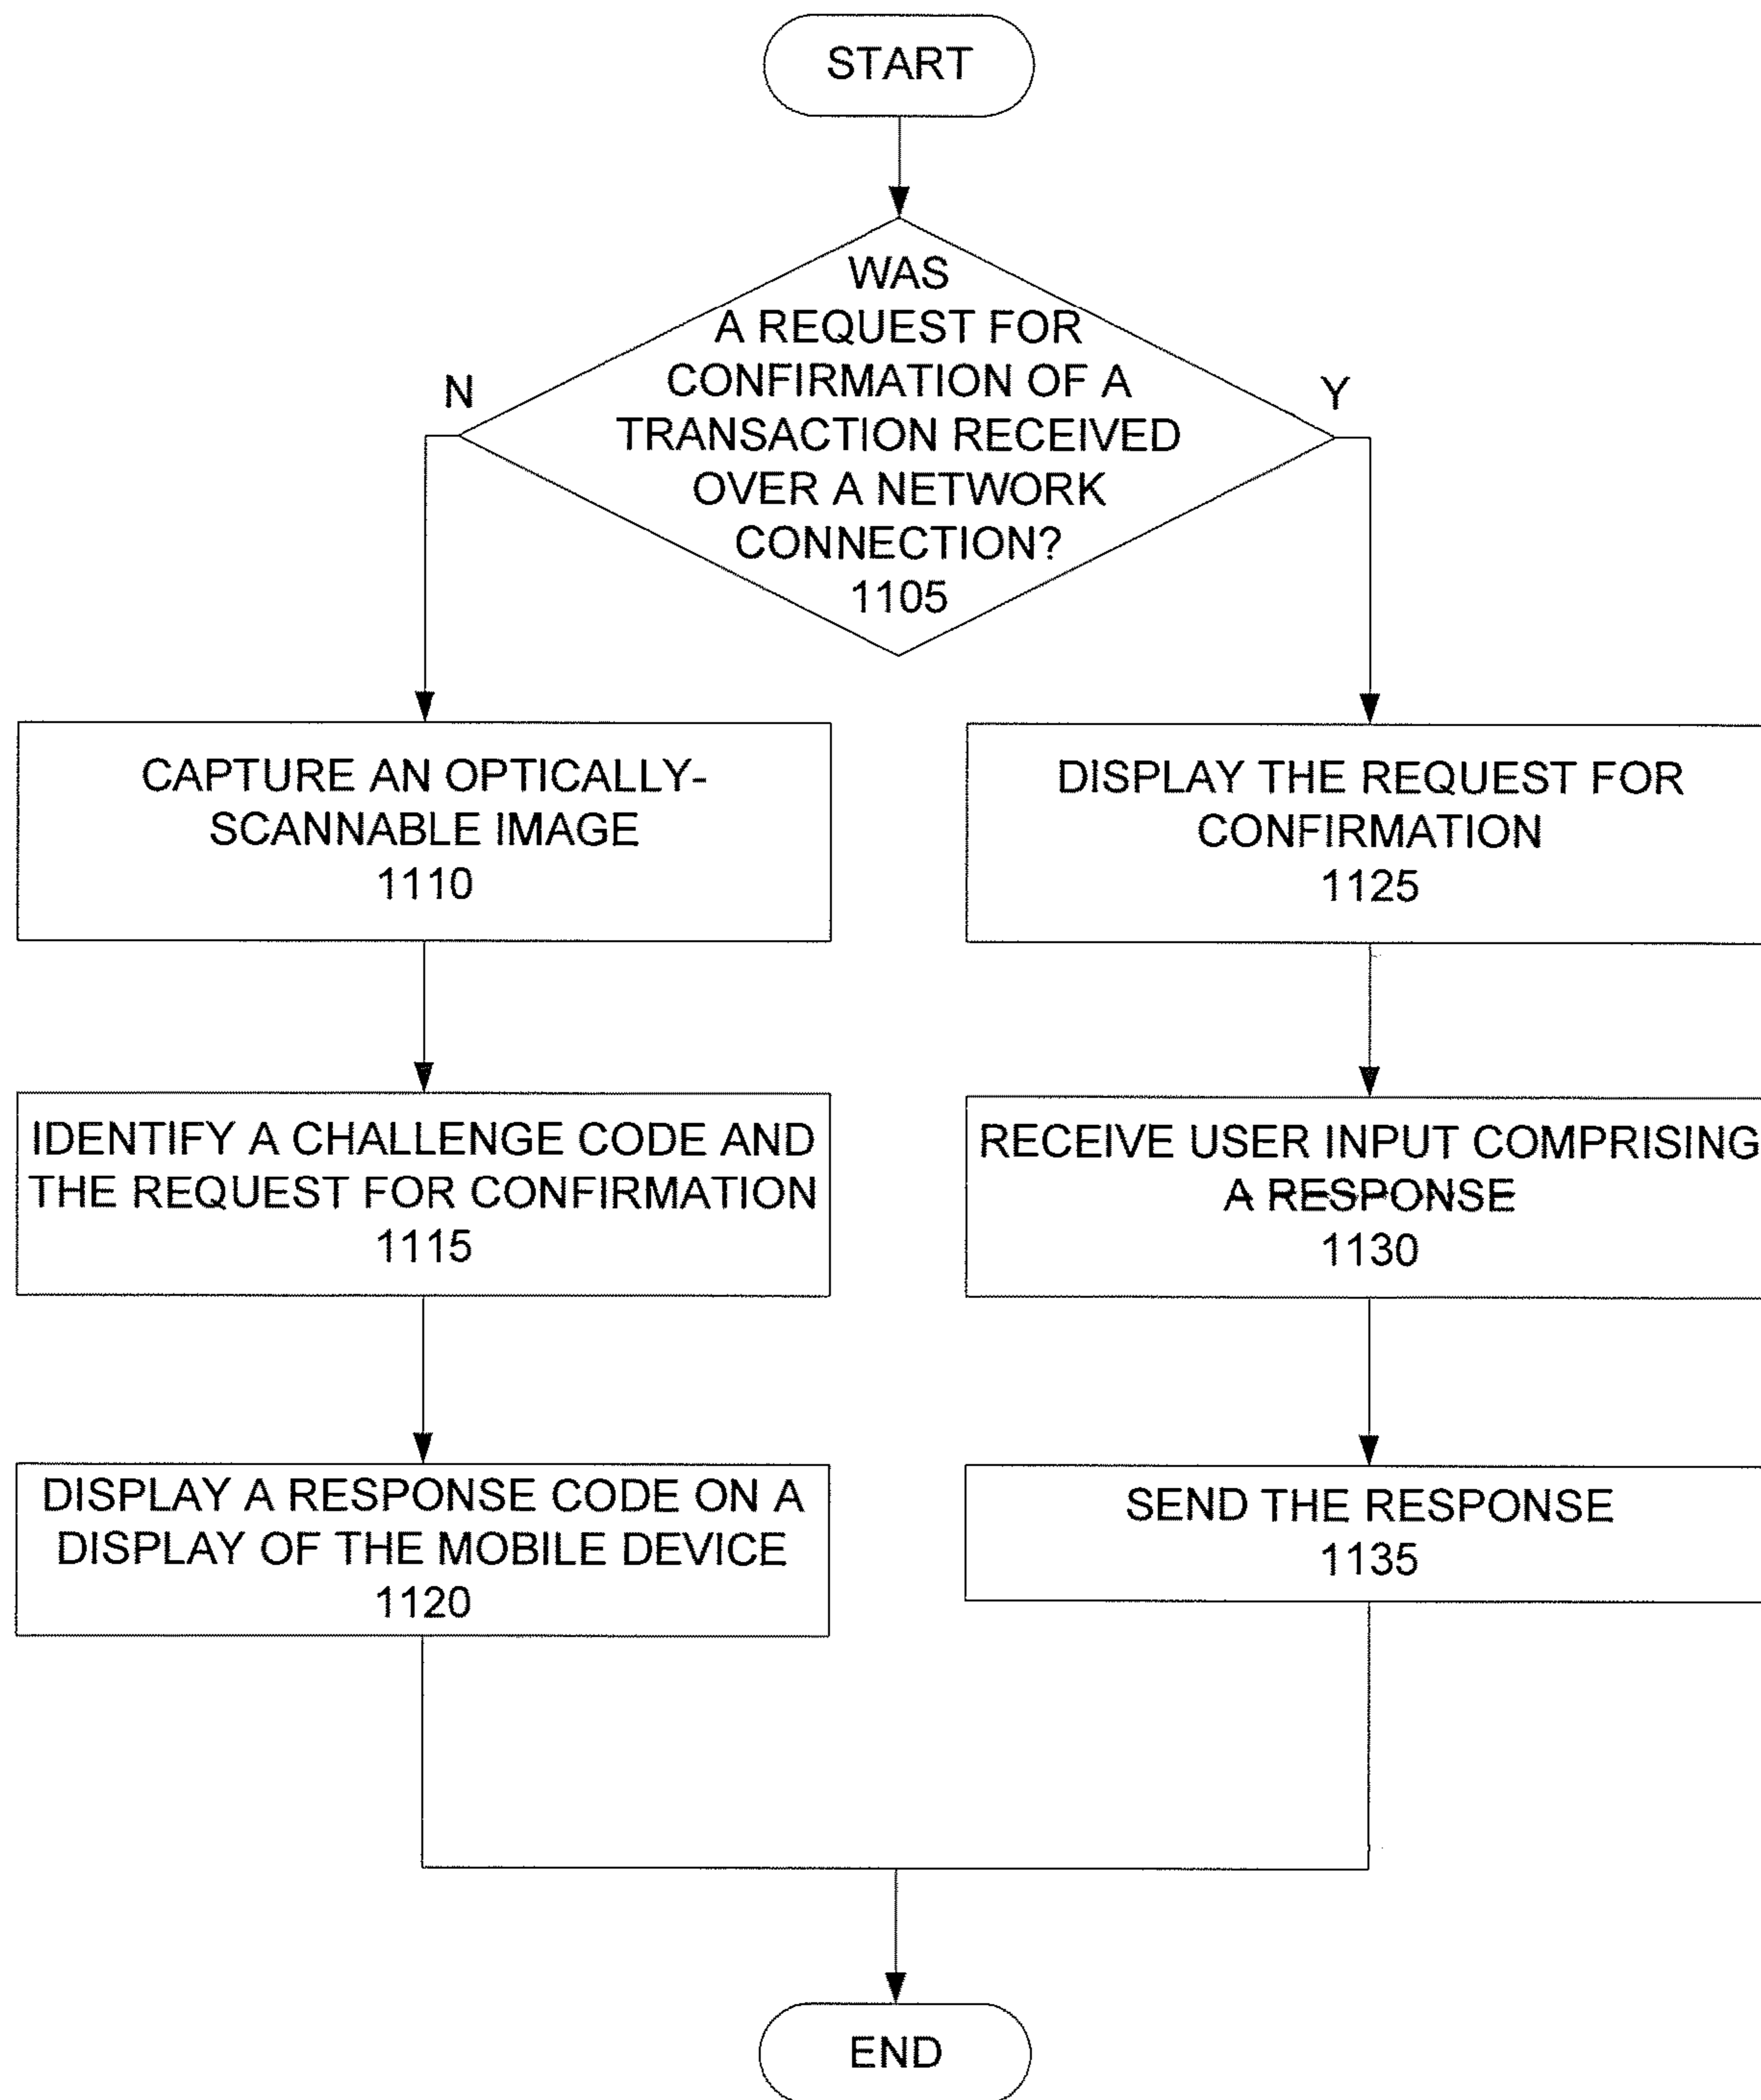 START
WAS
A REQUEST FOR
CONFIRMATION OF A
TRANSACTION RECEIVED
OVER A NETWORK
CONNECTION?
1105
N
Y
CAPTURE AN OPTICALLY-
SCANNABLE IMAGE
1110
IDENTIFY A CHALLENGE CODE AND
THE REQUEST FOR CONFIRMATION
1115
DISPLAY A RESPONSE CODE ON A
DISPLAY OF THE MOBILE DEVICE
1120
DISPLAY THE REQUEST FOR
CONFIRMATION
1125
RECEIVE USER INPUT COMPRISING
A RESPONSE
1130
SEND THE RESPONSE
1135
END